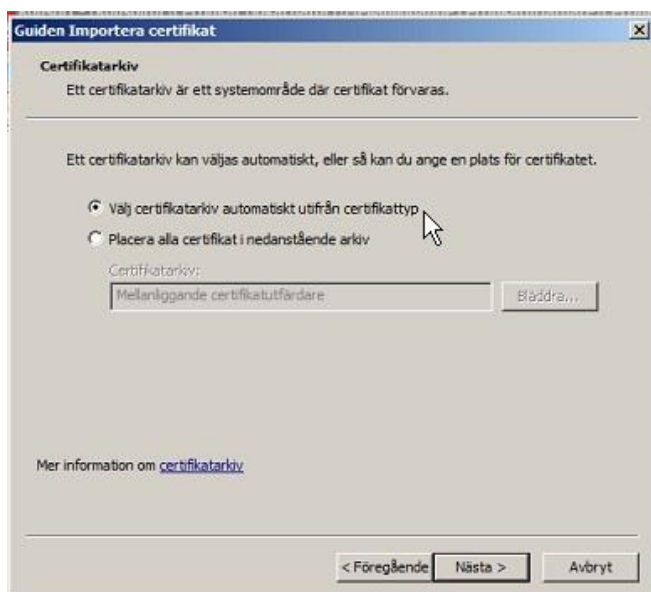 Guiden Importera certifikat
Certifikatarkiv
Ett certifikatarkiv är ett systemområde där certifikat förvaras.
Ett certifikatarkiv kan väljas automatiskt, eller så kan du ange en plats för certifikatet.
Välj certifikatarkiv automatiskt utifrån certifikattyp
Placera alla certifikat i nedanstående arkiv
Certifikatarkiv:
Mellanliggande certifikatutfärdare
Bläddra...
Mer information om certifikatarkiv
< Föregående Nästa > Avbryt